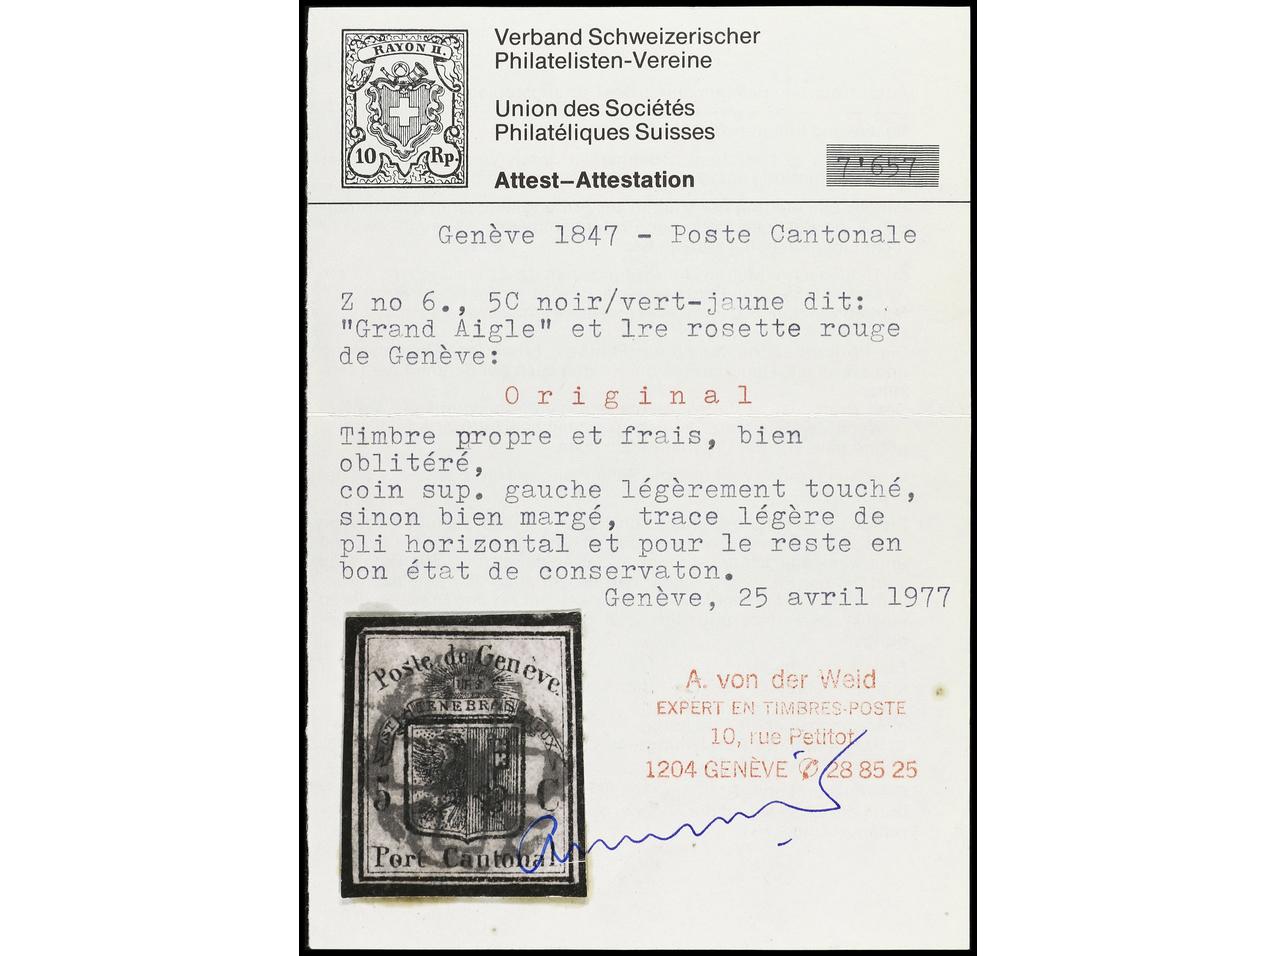 RAYON II.
10 Rp.
Verband Schweizerischer
Philatelisten-Vereine
Union des Sociétés
Philatéliques Suisses
Attest–Attestation
7'657
Genève 1847 - Poste Cantonale
Z no 6., 5C noir/vert-jaune dit:
"Grand Aigle" et 1re rosette rouge
de Genève:
O r i g i n a l
Timbre propre et frais, bien
oblitéré,
coin sup. gauche légèrement touché,
sinon bien margé, trace légère de
pli horizontal et pour le reste en
bon état de conservaton.
Genève, 25 avril 1977
Poste de Genève.
TENEBRAS LUX
5 C
Port Cantonal.
A. von der Weid
EXPERT EN TIMBRES-POSTE
10, rue Petitot
1204 GENÈVE ✆ 28 85 25